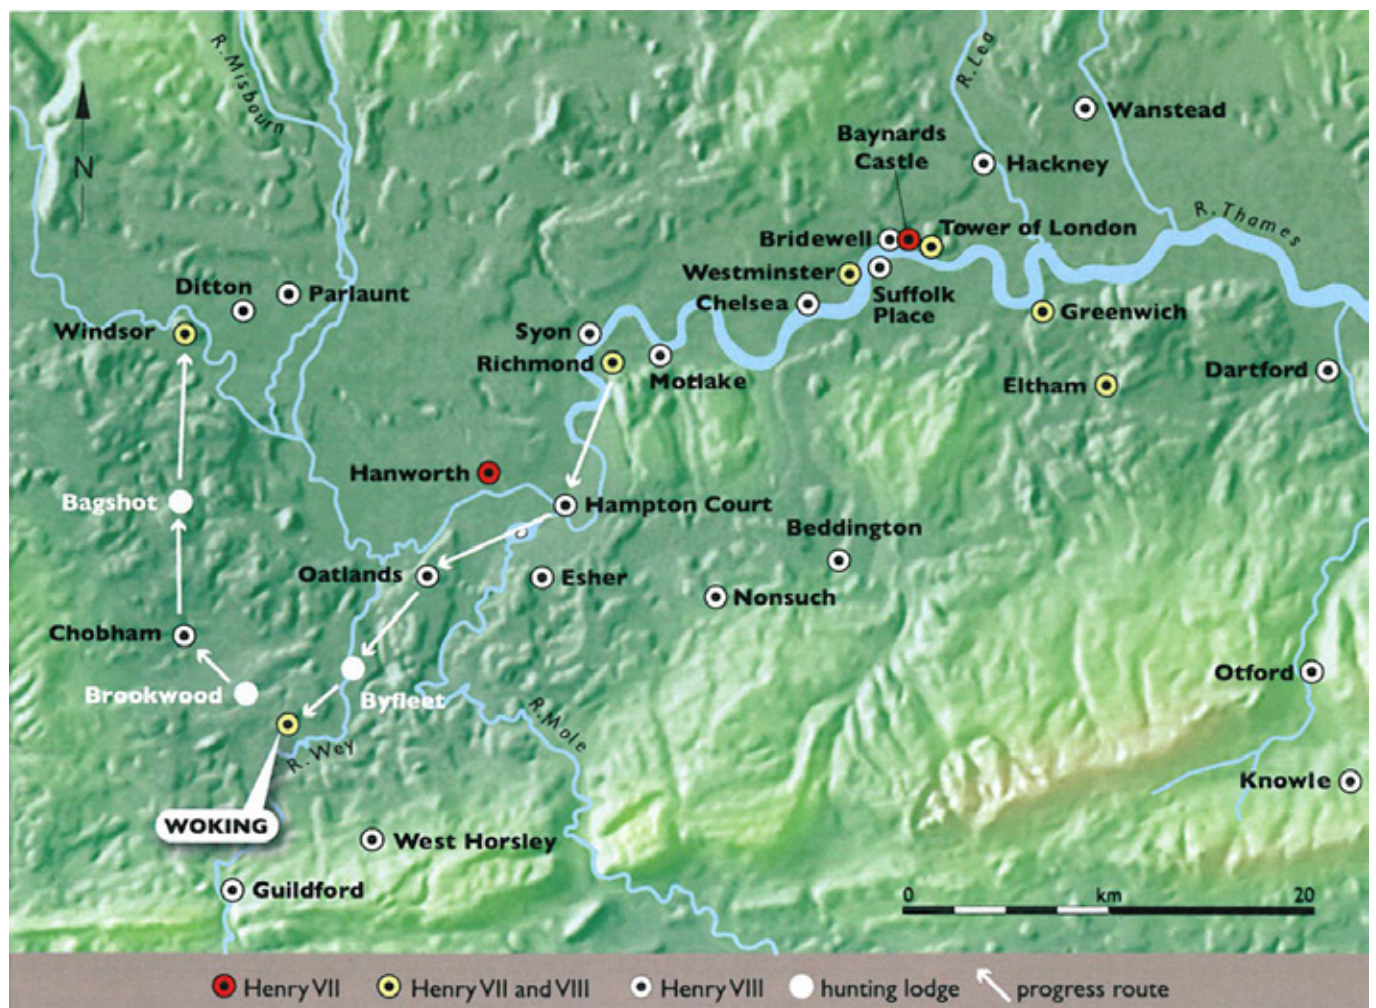 R.Misbourn
R.Lea
Wanstead
Baynards
Castle
Hackney
N
R.Thames
Bridewell
Tower of London
Westminster
Ditton
Parlaunt
Chelsea
Suffolk
Place
Greenwich
Windsor
Syon
Richmond
Mortlake
Eltham
Dartford
Hanworth
Bagshot
Hampton Court
Beddington
Oatlands
Esher
Nonsuch
Chobham
Otford
Brookwood
Byfleet
R.Mole
R.Wey
Knowle
WOKING
West Horsley
Guildford
0 km 20
Henry VII
Henry VII and VIII
Henry VIII
hunting lodge
progress route